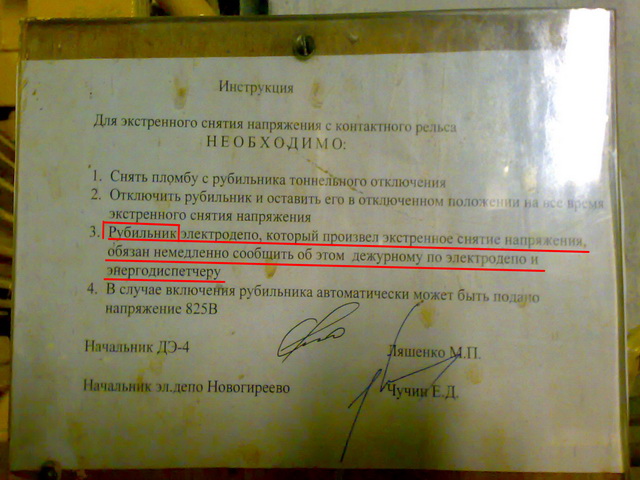 Инструкция
Для экстренного снятия напряжения с контактного рельса
НЕОБХОДИМО:
1. Снять пломбу с рубильника тоннельного отключения
2. Отключить рубильник и оставить его в отключенном положении на все время
экстренного снятия напряжения
3. Рубильник электродепо, который произвел экстренное снятие напряжения,
обязан немедленно сообщить об этом дежурному по электродепо и
энергодиспетчеру
4. В случае включения рубильника автоматически может быть подано
напряжение 825В
Начальник ДЭ-4 Ляшенко М.П.
Начальник эл.депо Новогиреево Чучин Е.Д.